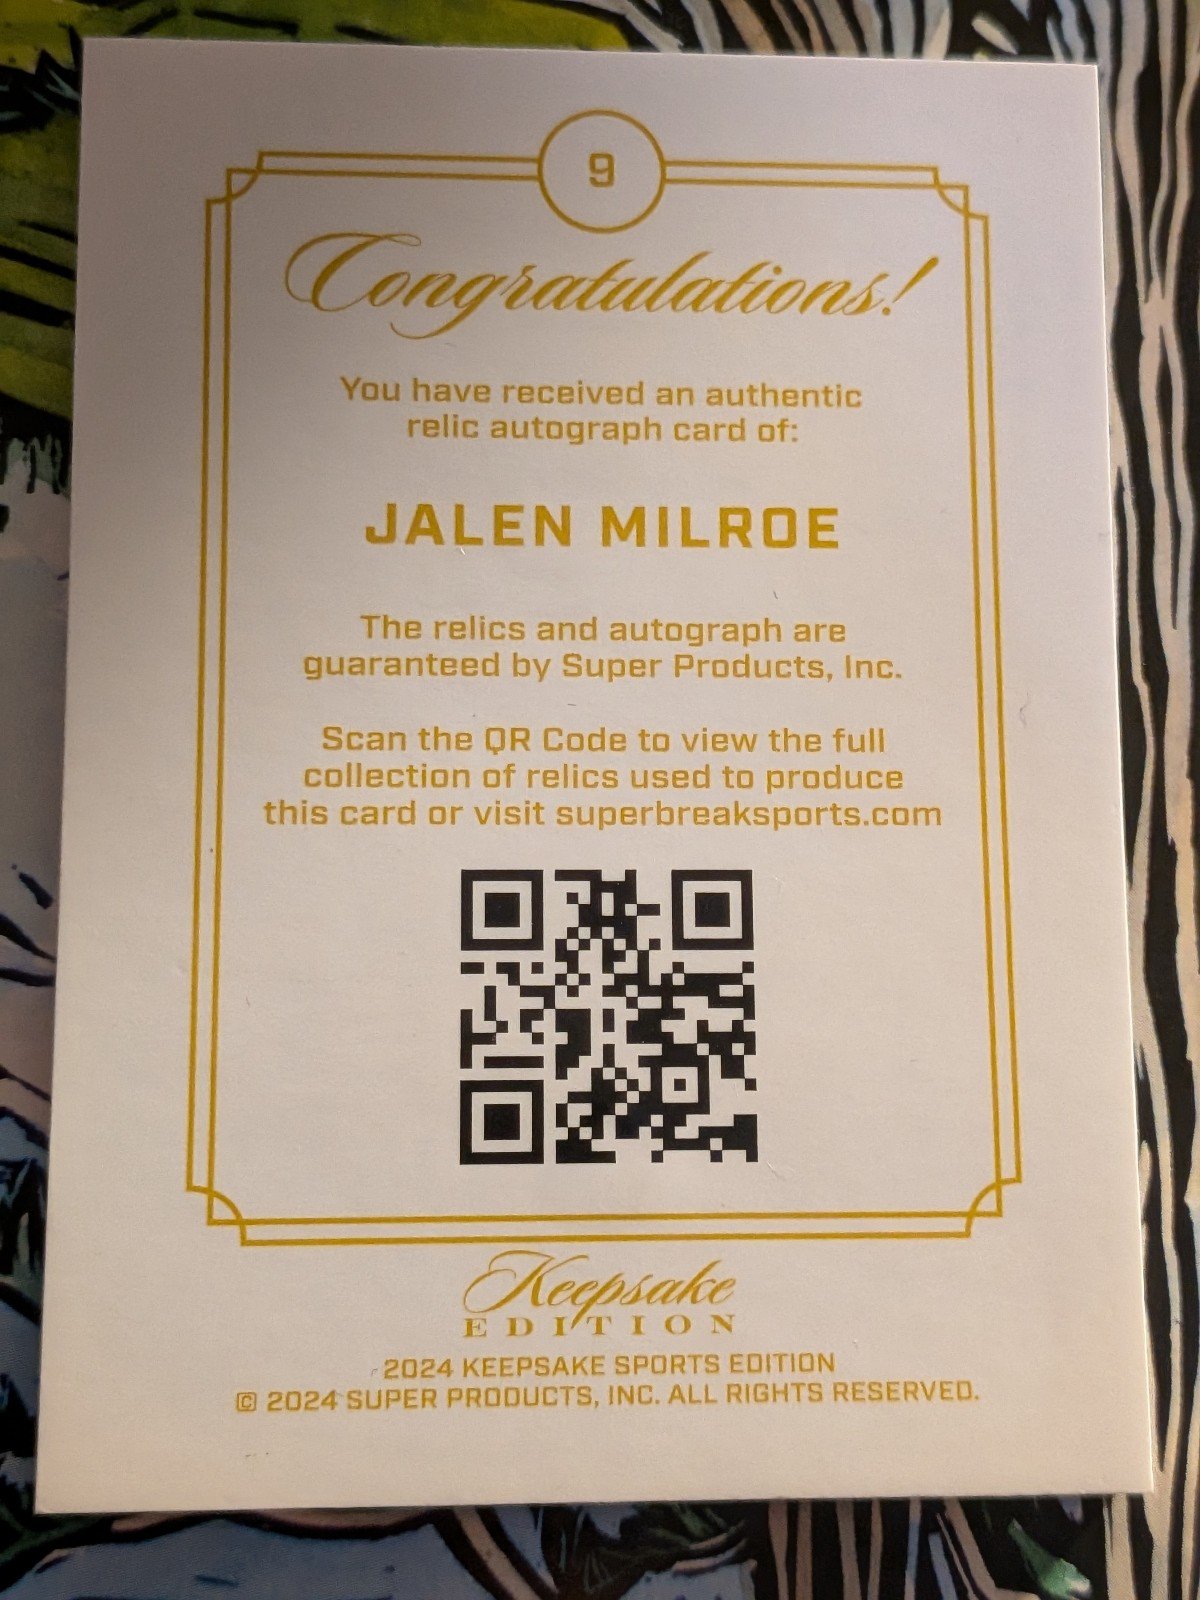 9
Congratulations!
You have received an authentic
relic autograph card of:
JALEN MILROE
The relics and autograph are
guaranteed by Super Products, Inc.
Scan the QR Code to view the full
collection of relics used to produce
this card or visit superbreaksports.com
Keepsake
EDITION
2024 KEEPSAKE SPORTS EDITION
© 2024 SUPER PRODUCTS, INC. ALL RIGHTS RESERVED.